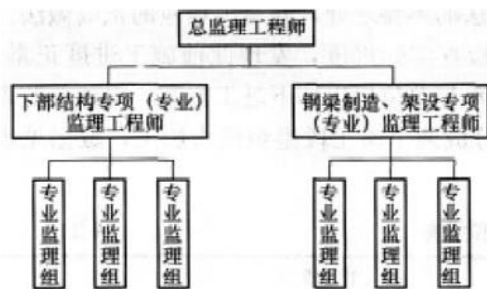 总监理工程师
下部结构专项（专业）
监理工程师
钢梁制造、架设专项
（专业）监理工程师
专业监理组
专业监理组
专业监理组
专业监理组
专业监理组
专业监理组